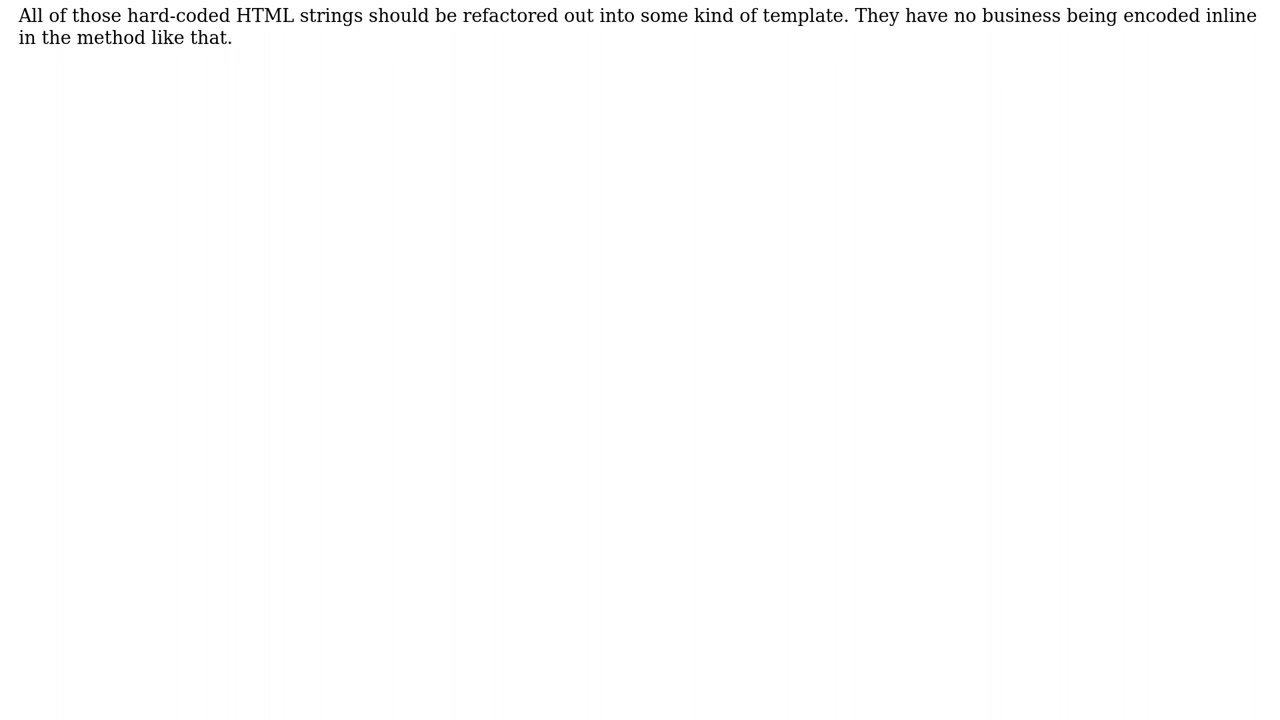 All of those hard-coded HTML strings should be refactored out into some kind of template. They have no business being encoded inline
in the method like that.